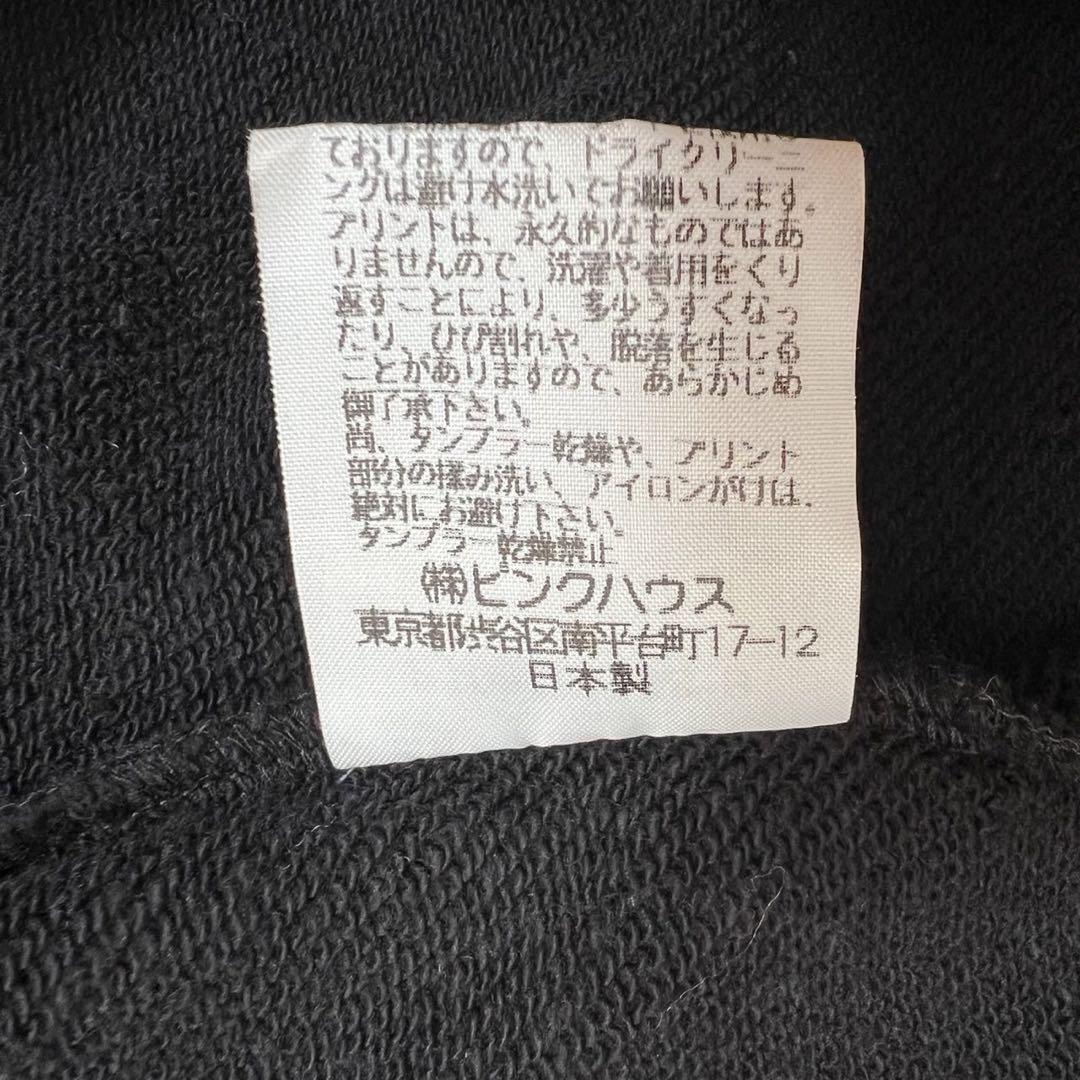 ておりますので、ドライクリーニ
ングは避け水洗いでお願いします。
プリントは、永久的なものではあ
りませんので、洗濯や着用をくり
返すことにより、多少うすくなっ
たり、ひび割れや、脱落を生じる
ことがありますので、あらかじめ
御了承下さい。
尚、タンブラー乾燥や、プリント
部分の揉み洗い、アイロンがけは、
絶対にお避け下さい。
タンブラー乾燥禁止
㈱ピンクハウス
東京都渋谷区南平台町17-12
日本製